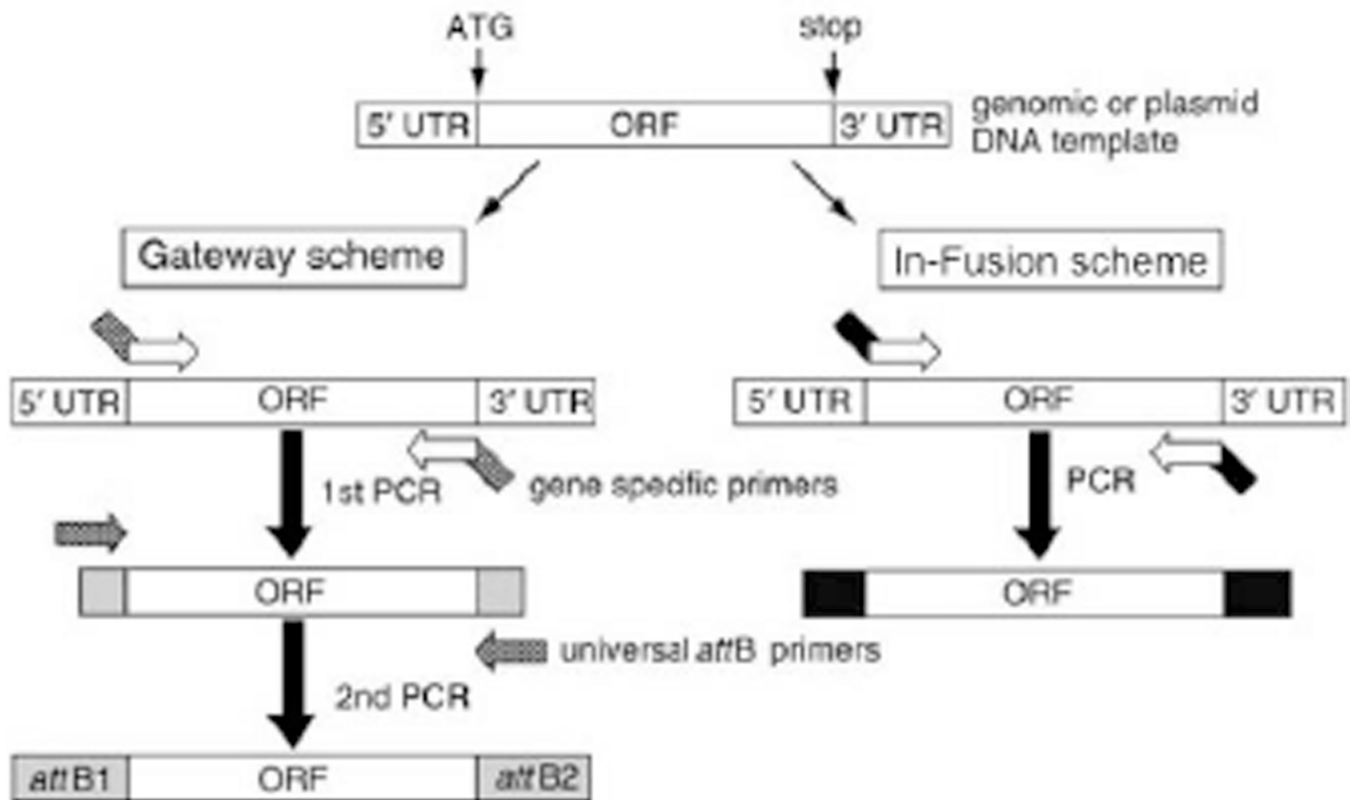 ATG
stop
5' UTR
ORF
3' UTR
genomic or plasmid
DNA template
Gateway scheme
In-Fusion scheme
5' UTR
ORF
3' UTR
5' UTR
ORF
3' UTR
1st PCR
gene specific primers
PCR
ORF
ORF
universal attB primers
2nd PCR
attB1
ORF
attB2